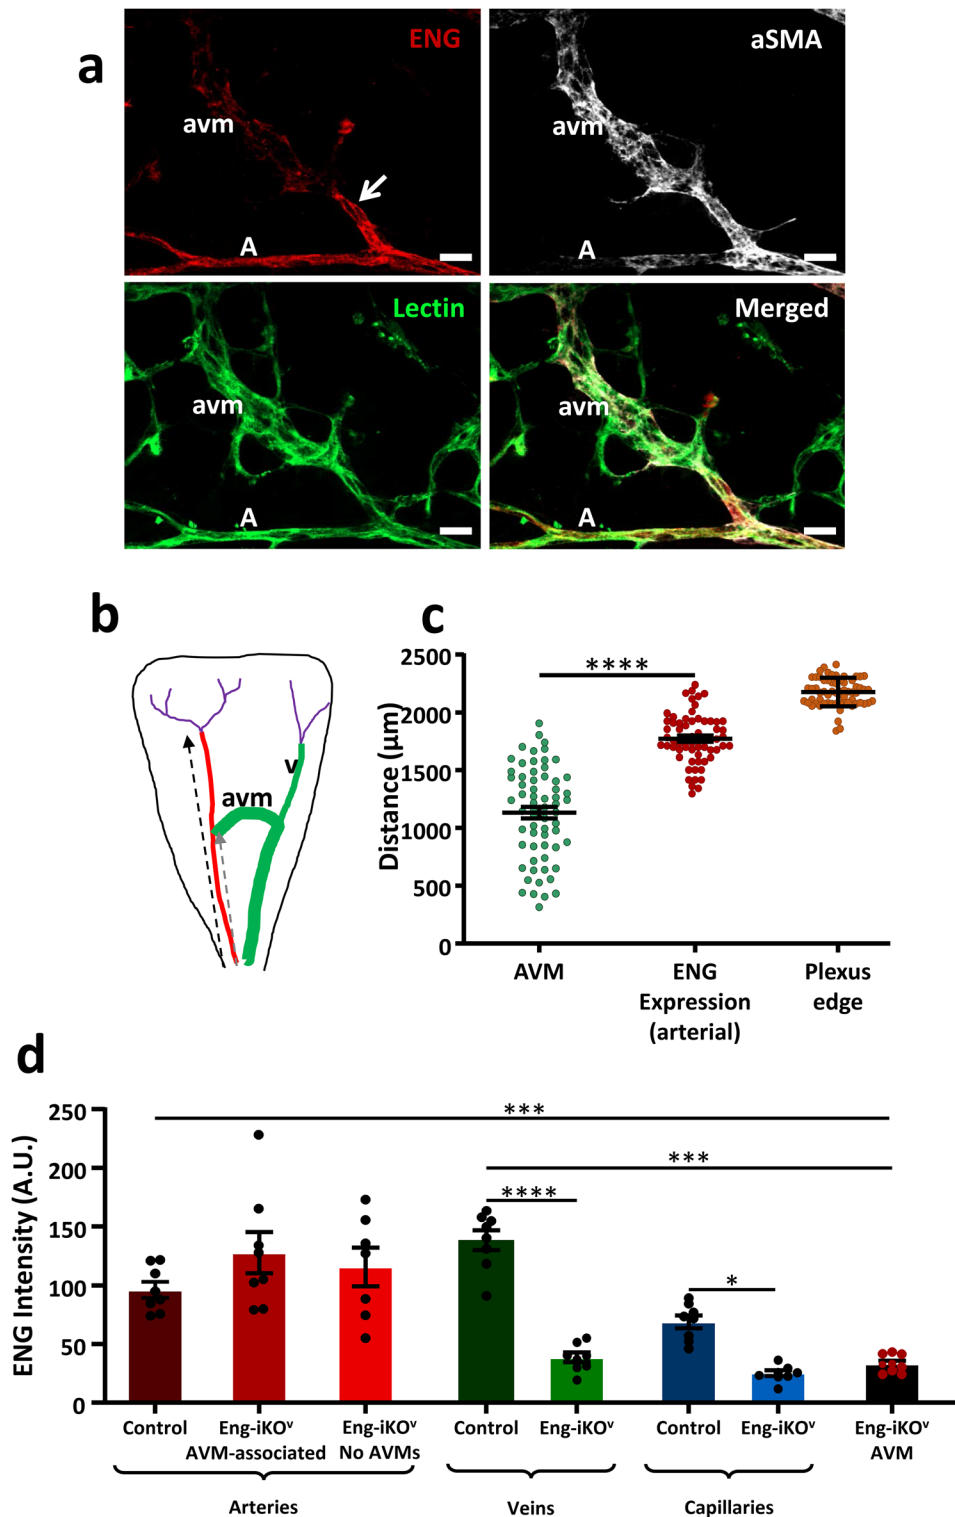 a
ENG
avm
A
aSMA
avm
A
Lectin
avm
A
Merged
avm
A
b
avm
v
c
Distance (µm)
2500
2000
1500
1000
500
0
****
AVM
ENG
Expression
(arterial)
Plexus
edge
d
ENG Intensity (A.U.)
250
200
150
100
50
0
***
***
****
*
Control
Eng-iKOᵛ
AVM-associated
Eng-iKOᵛ
No AVMs
Control
Eng-iKOᵛ
Control
Eng-iKOᵛ
Eng-iKOᵛ
AVM
Arteries
Veins
Capillaries